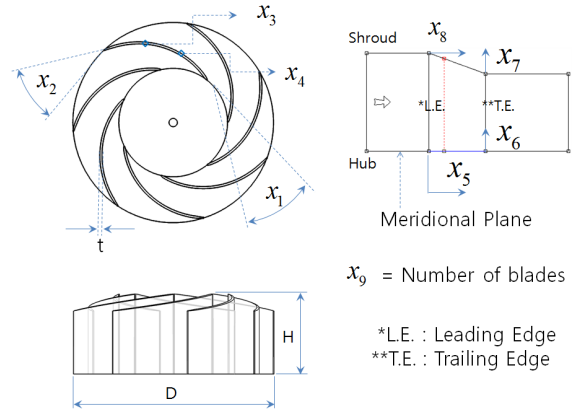 x₃
x₂
x₄
x₁
t
Shroud
x₈
x₇
*L.E.
**T.E.
x₆
Hub
x₅
Meridional Plane
x₉ = Number of blades
*L.E. : Leading Edge
**T.E. : Trailing Edge
H
D